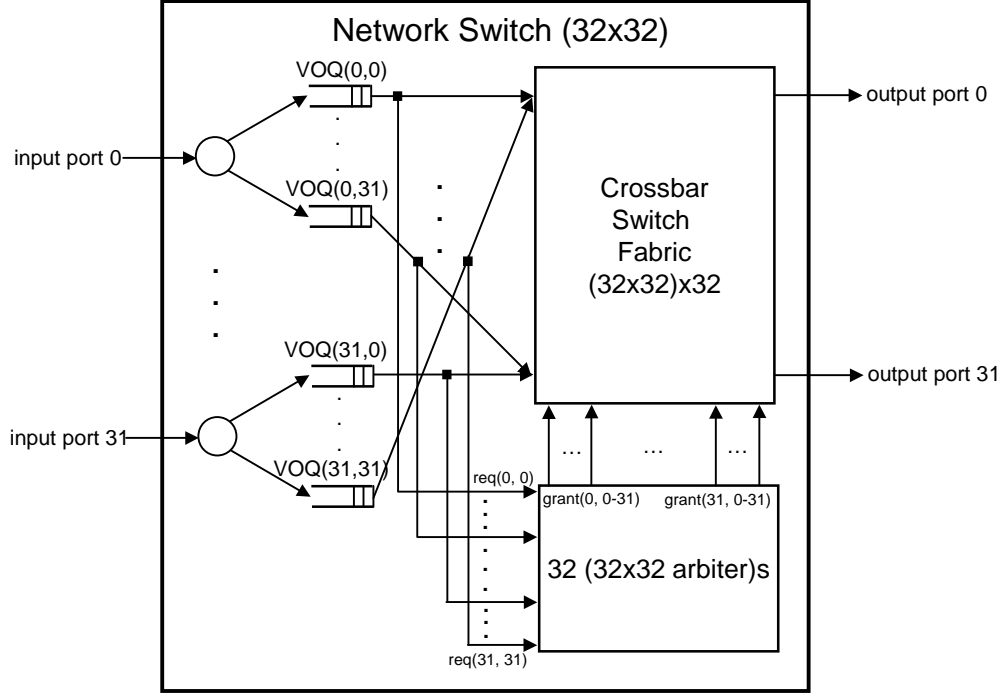 Network Switch (32x32)
VOQ(0,0)
output port 0
input port 0
VOQ(0,31)
Crossbar
Switch
Fabric
(32x32)x32
VOQ(31,0)
output port 31
input port 31
...
...
...
VOQ(31,31)
req(0, 0)
grant(0, 0-31)
grant(31, 0-31)
32 (32x32 arbiter)s
req(31, 31)